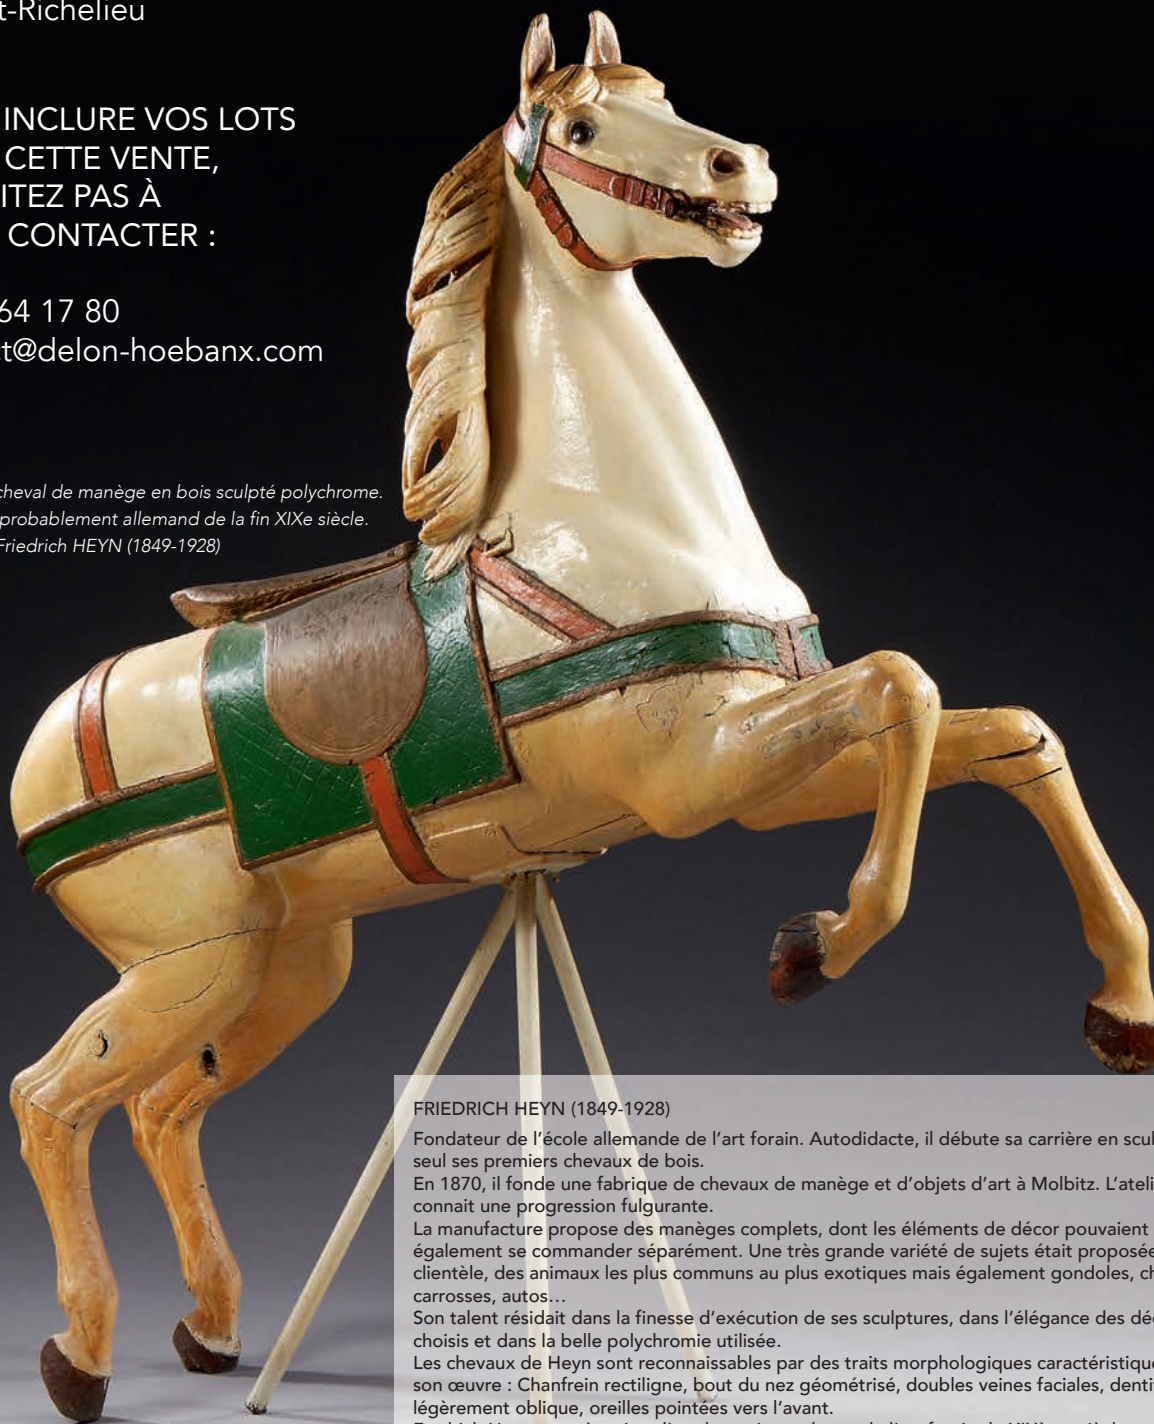 t-Richelieu
INCLURE VOS LOTS
CETTE VENTE,
ITEZ PAS À
CONTACTER :
64 17 80
t@delon-hoebanx.com
cheval de manège en bois sculpté polychrome.
probablement allemand de la fin XIXe siècle.
Friedrich HEYN (1849-1928)
FRIEDRICH HEYN (1849-1928)
Fondateur de l'école allemande de l'art forain. Autodidacte, il débute sa carrière en scul
seul ses premiers chevaux de bois.
En 1870, il fonde une fabrique de chevaux de manège et d'objets d'art à Molbitz. L'ateli
connait une progression fulgurante.
La manufacture propose des manèges complets, dont les éléments de décor pouvaient
également se commander séparément. Une très grande variété de sujets était proposée
clientèle, des animaux les plus communs au plus exotiques mais également gondoles, ch
carrosses, autos…
Son talent résidait dans la finesse d'exécution de ses sculptures, dans l'élégance des déc
choisis et dans la belle polychromie utilisée.
Les chevaux de Heyn sont reconnaissables par des traits morphologiques caractéristique
son œuvre : Chanfrein rectiligne, bout du nez géométrisé, doubles veines faciales, denti
légèrement oblique, oreilles pointées vers l'avant.